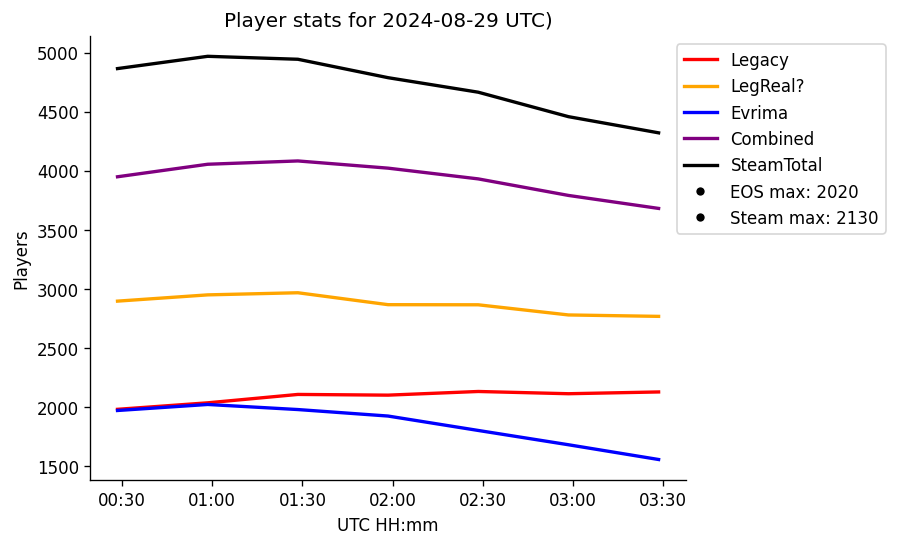 Player stats for 2024-08-29 UTC)
Players
5000
4500
4000
3500
3000
2500
2000
1500
00:30 01:00 01:30 02:00 02:30 03:00 03:30
UTC HH:mm
Legacy
LegReal?
Evrima
Combined
SteamTotal
EOS max: 2020
Steam max: 2130